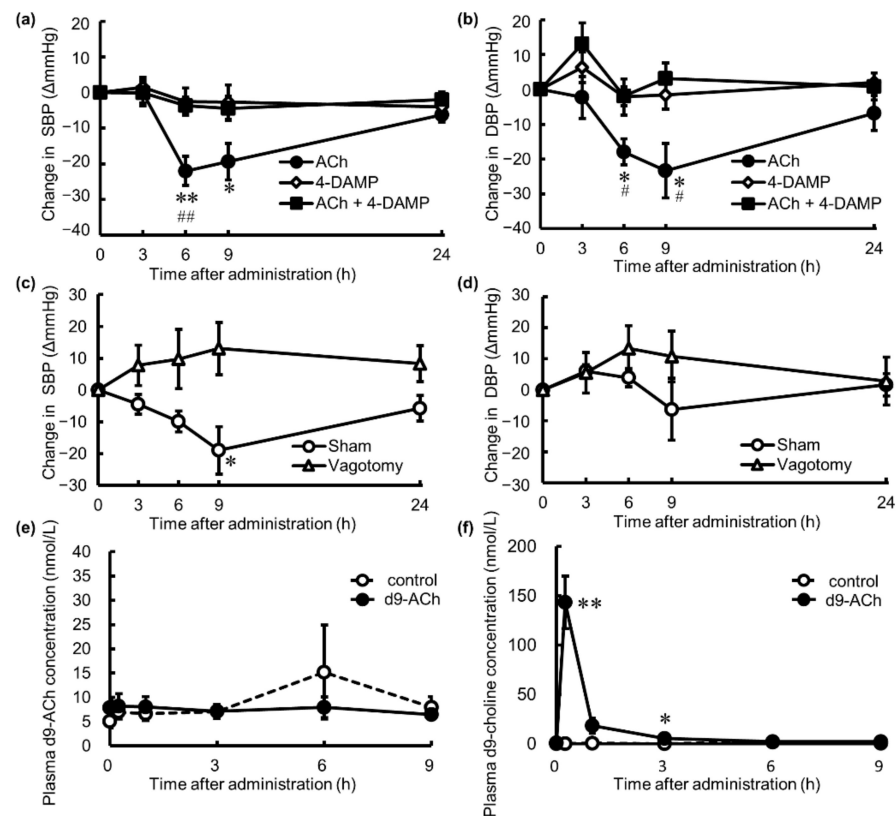 (a)
20
10
0
−10
−20
−30
−40
Change in SBP (ΔmmHg)
**
##
*
ACh
4-DAMP
ACh + 4-DAMP
0 3 6 9 24
Time after administration (h)
(b)
20
10
0
−10
−20
−30
−40
Change in DBP (ΔmmHg)
*
#
*
#
ACh
4-DAMP
ACh + 4-DAMP
0 3 6 9 24
Time after administration (h)
(c)
30
20
10
0
−10
−20
−30
Change in SBP (ΔmmHg)
*
Sham
Vagotomy
0 3 6 9 24
Time after administration (h)
(d)
30
20
10
0
−10
−20
−30
Change in DBP (ΔmmHg)
Sham
Vagotomy
0 3 6 9 24
Time after administration (h)
(e)
40
35
30
25
20
15
10
5
0
Plasma d9-ACh concentration (nmol/L)
control
d9-ACh
0 3 6 9
Time after administration (h)
(f)
200
150
100
50
0
Plasma d9-choline concentration (nmol/L)
control
d9-ACh
**
*
0 3 6 9
Time after administration (h)